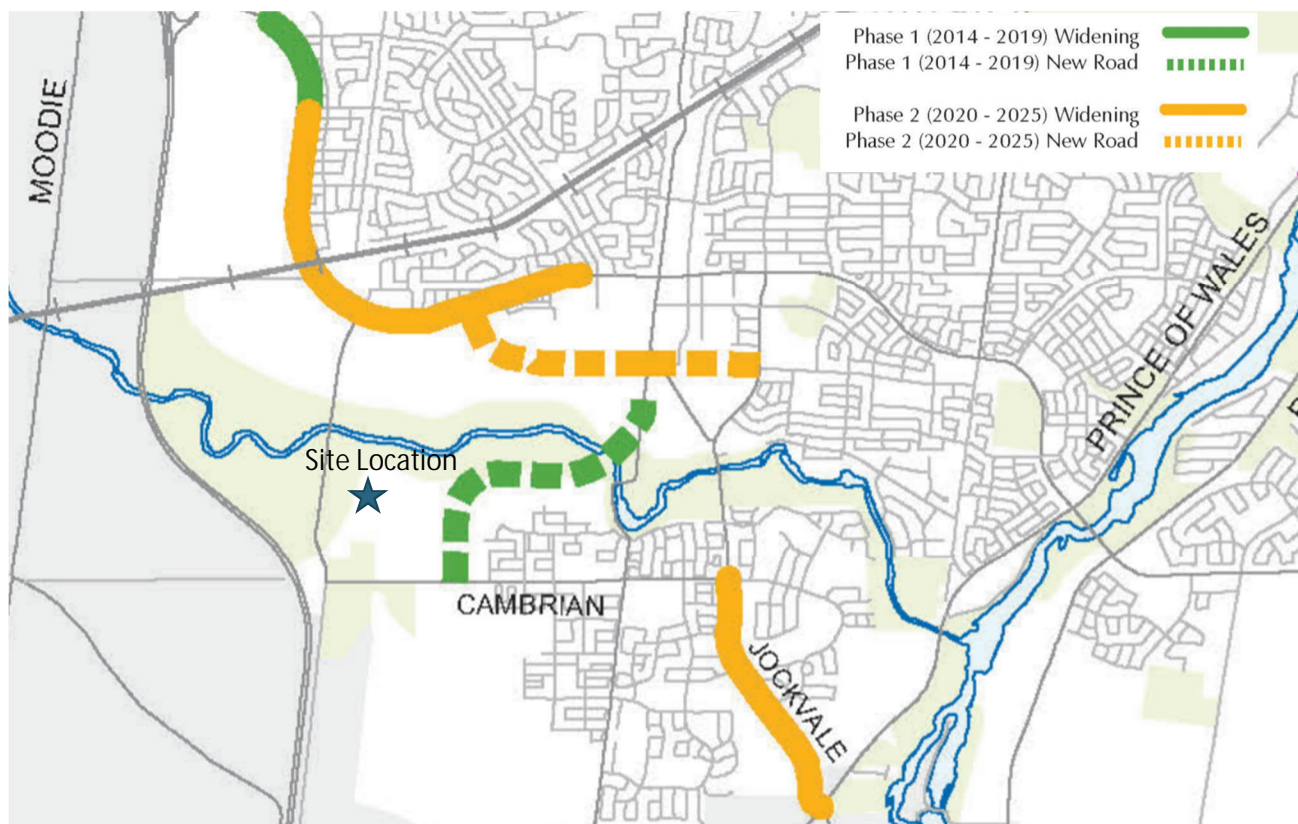 Phase 1 (2014 - 2019) Widening
Phase 1 (2014 - 2019) New Road
Phase 2 (2020 - 2025) Widening
Phase 2 (2020 - 2025) New Road
MOODIE
PRINCE OF WALES
Site Location
CAMBRIAN
JOCKVALE